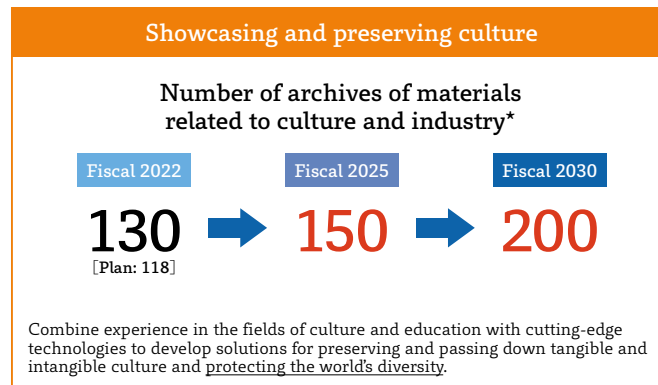 Showcasing and preserving culture
Number of archives of materials
related to culture and industry*
Fiscal 2022
Fiscal 2025
Fiscal 2030
130
150
200
[Plan: 118]
Combine experience in the fields of culture and education with cutting-edge
technologies to develop solutions for preserving and passing down tangible and
intangible culture and protecting the world's diversity.